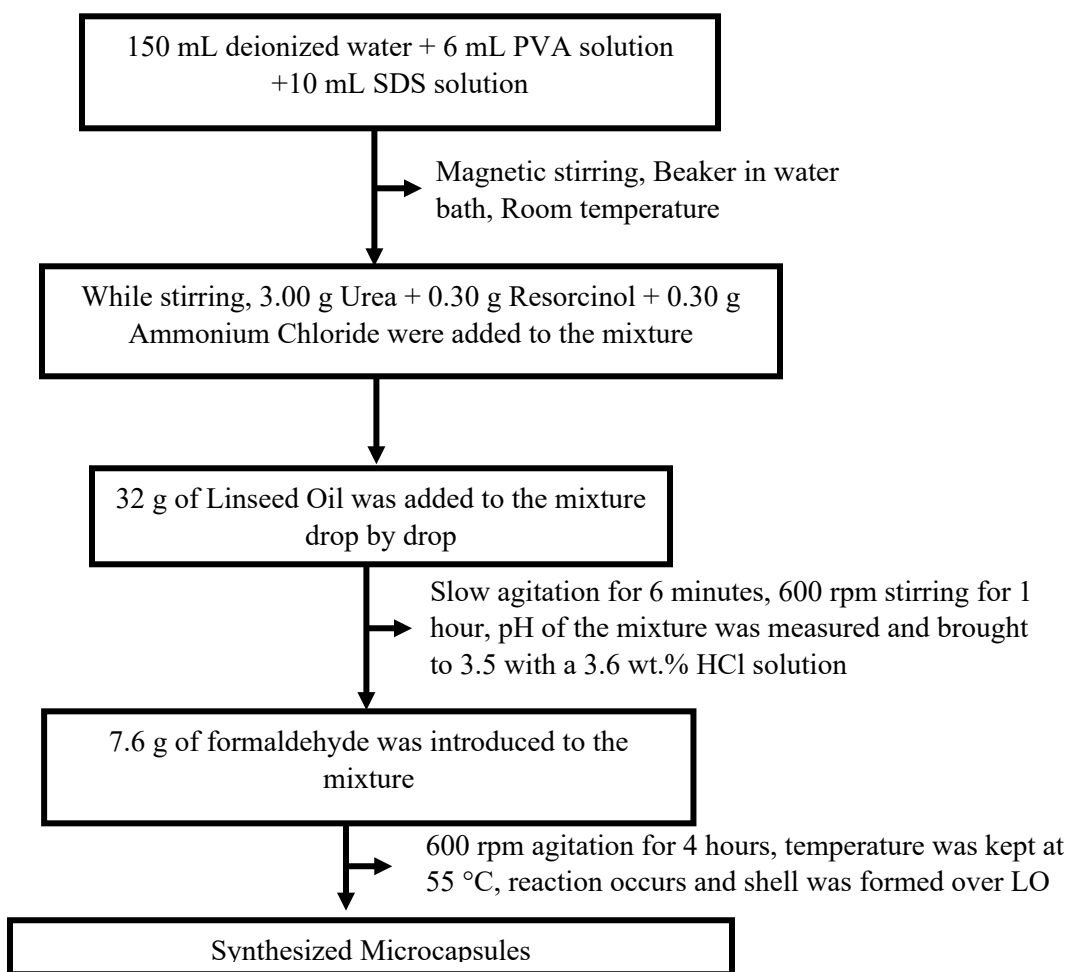 150 mL deionized water + 6 mL PVA solution
+10 mL SDS solution
Magnetic stirring, Beaker in water
bath, Room temperature
While stirring, 3.00 g Urea + 0.30 g Resorcinol + 0.30 g
Ammonium Chloride were added to the mixture
32 g of Linseed Oil was added to the mixture
drop by drop
Slow agitation for 6 minutes, 600 rpm stirring for 1
hour, pH of the mixture was measured and brought
to 3.5 with a 3.6 wt.% HCl solution
7.6 g of formaldehyde was introduced to the
mixture
600 rpm agitation for 4 hours, temperature was kept at
55 °C, reaction occurs and shell was formed over LO
Synthesized Microcapsules